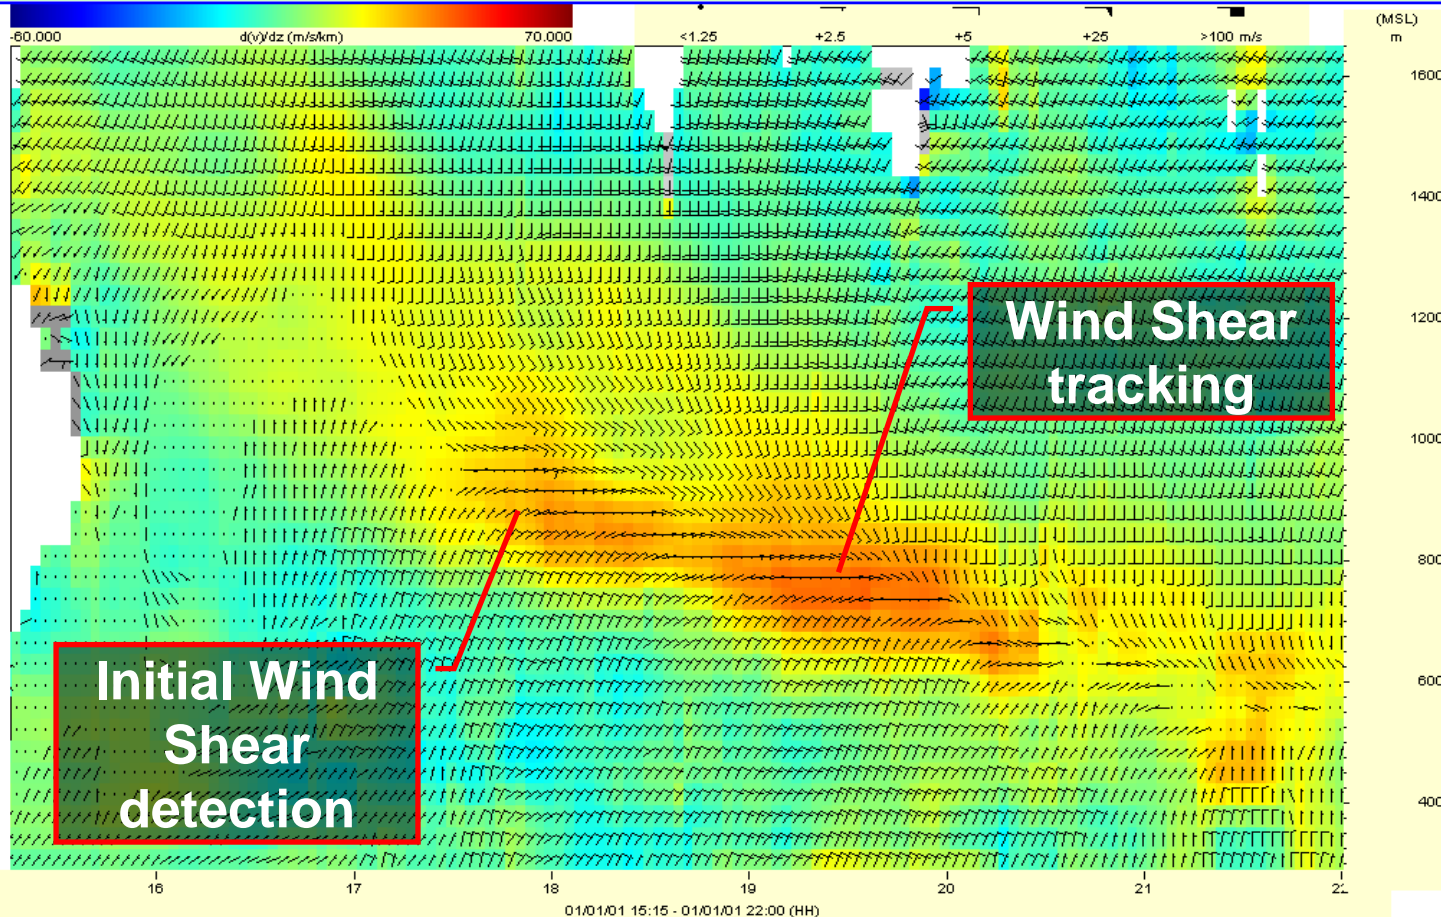 -60.000 d(v)/dz (m/s/km) 70.000 <1.25 +2.5 +5 +25 >100 m/s
(MSL)
m
1600
1400
1200
1000
800
600
400
Wind Shear
tracking
Initial Wind
Shear
detection
16 17 18 19 20 21
01/01/01 15:15 - 01/01/01 22:00 (HH)